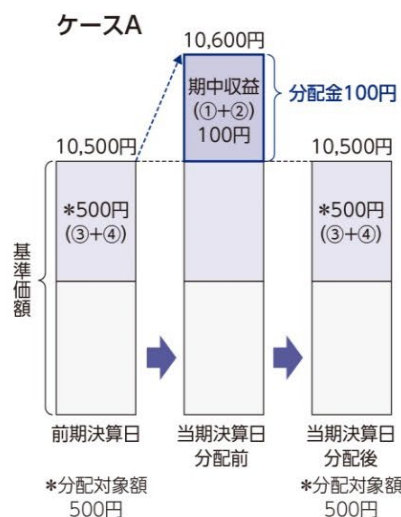 ケースA
10,600円
期中収益
(①+②)
100円
分配金100円
10,500円
10,500円
*500円
(③+④)
*500円
(③+④)
基準価額
前期決算日
当期決算日
分配前
当期決算日
分配後
*分配対象額
500円
*分配対象額
500円